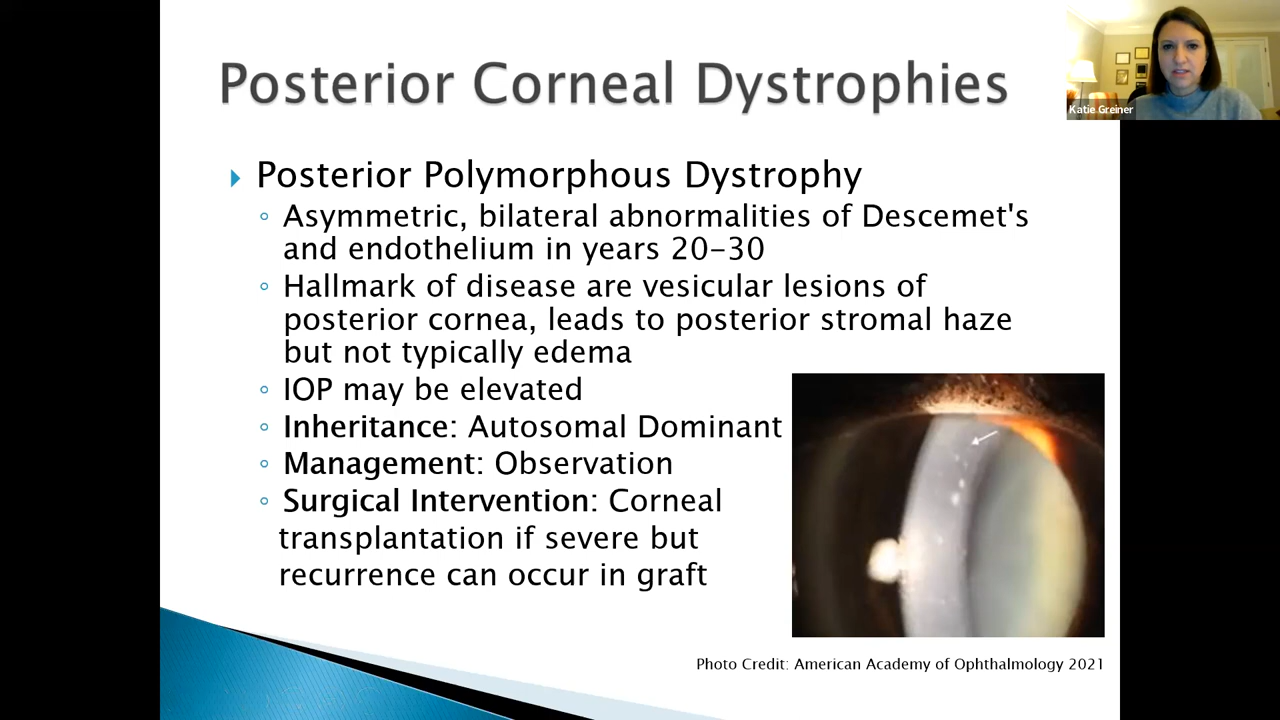 Posterior Corneal Dystrophies
Katie Greiner
Posterior Polymorphous Dystrophy
Asymmetric, bilateral abnormalities of Descemet's
and endothelium in years 20-30
Hallmark of disease are vesicular lesions of
posterior cornea, leads to posterior stromal haze
but not typically edema
IOP may be elevated
Inheritance: Autosomal Dominant
Management: Observation
Surgical Intervention: Corneal
transplantation if severe but
recurrence can occur in graft
Photo Credit: American Academy of Ophthalmology 2021